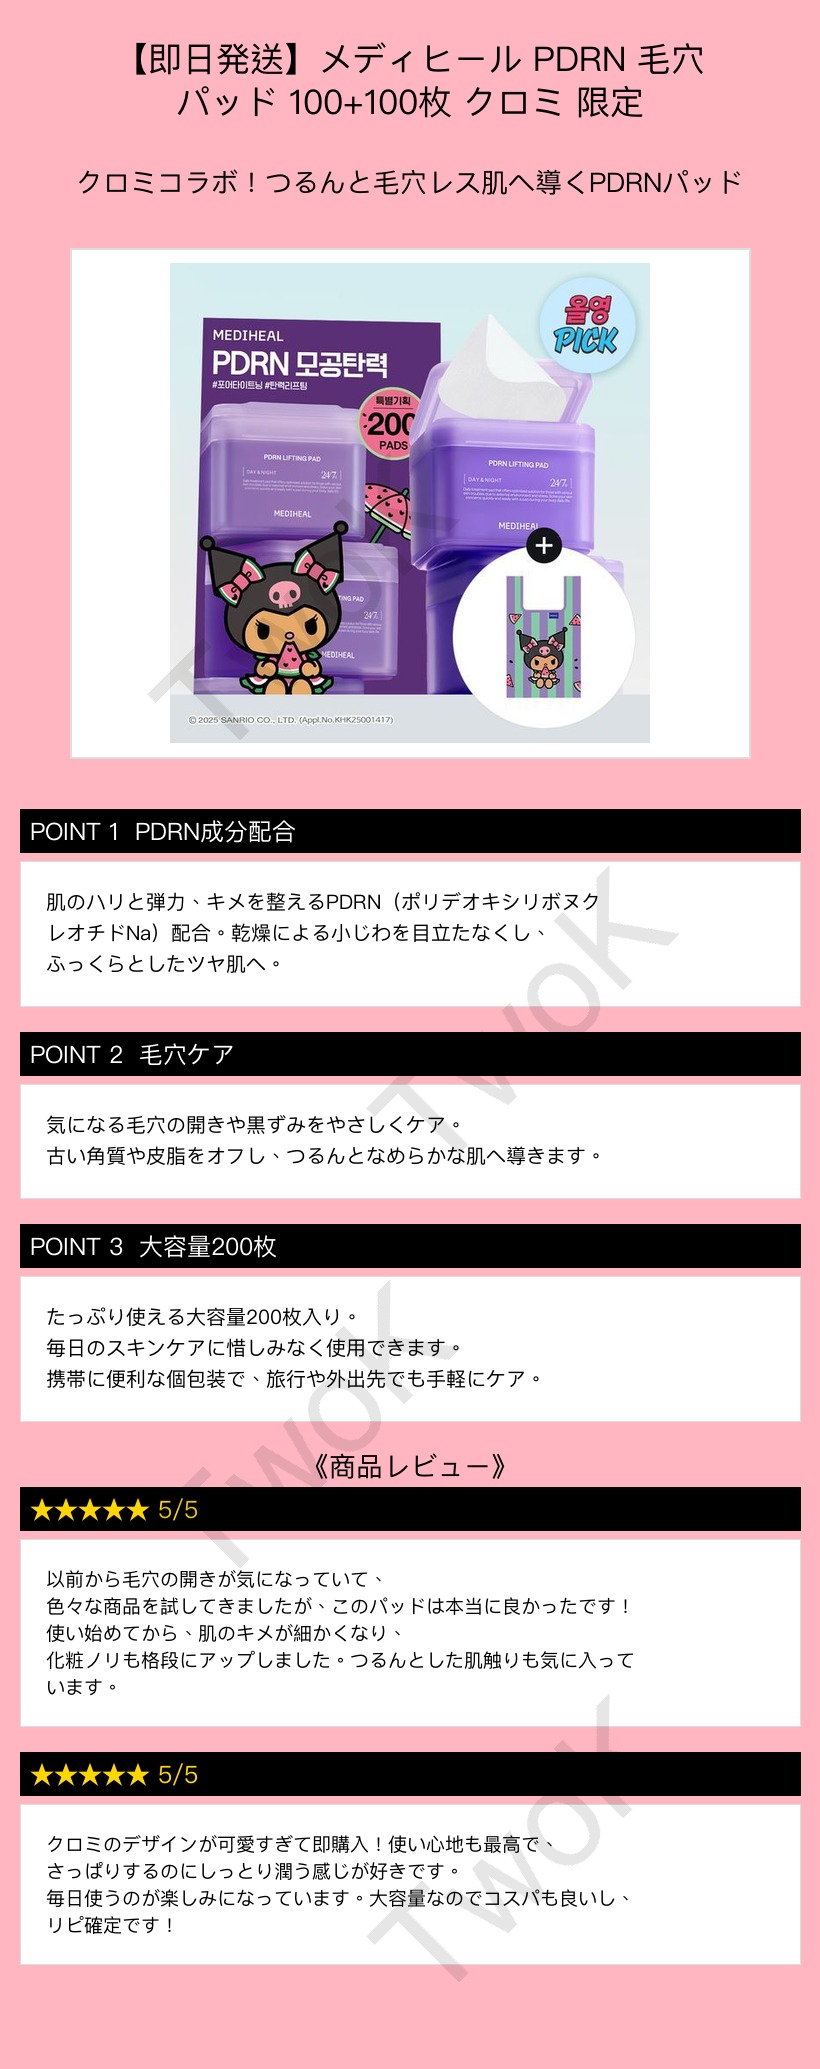 【即日発送】メディヒール PDRN 毛穴
パッド 100+100枚 クロミ 限定
クロミコラボ！つるんと毛穴レス肌へ導くPDRNパッド
올영
PICK
MEDIHEAL
PDRN 모공탄력
#포어타이트닝 #탄력리프팅
특별기획
200
PADS
PDRN LIFTING PAD
DAY & NIGHT
24/7.
MEDIHEAL
PDRN LIFTING PAD
DAY & NIGHT
24/7.
MEDIHEAL
TING PAD
24/7.
MEDIHEAL
+
© 2025 SANRIO CO., LTD. (Appl.No.KHK25001417)
POINT 1 PDRN成分配合
肌のハリと弾力、キメを整えるPDRN（ポリデオキシリボヌク
レオチドNa）配合。乾燥による小じわを目立たなくし、
ふっくらとしたツヤ肌へ。
POINT 2 毛穴ケア
気になる毛穴の開きや黒ずみをやさしくケア。
古い角質や皮脂をオフし、つるんとなめらかな肌へ導きます。
POINT 3 大容量200枚
たっぷり使える大容量200枚入り。
毎日のスキンケアに惜しみなく使用できます。
携帯に便利な個包装で、旅行や外出先でも手軽にケア。
《商品レビュー》
★★★★★ 5/5
以前から毛穴の開きが気になっていて、
色々な商品を試してきましたが、このパッドは本当に良かったです！
使い始めてから、肌のキメが細かくなり、
化粧ノリも格段にアップしました。つるんとした肌触りも気に入って
います。
★★★★★ 5/5
クロミのデザインが可愛すぎて即購入！使い心地も最高で、
さっぱりするのにしっとり潤う感じが好きです。
毎日使うのが楽しみになっています。大容量なのでコスパも良いし、
リピ確定です！
TwoK
TwoK
TwoK
TwoK